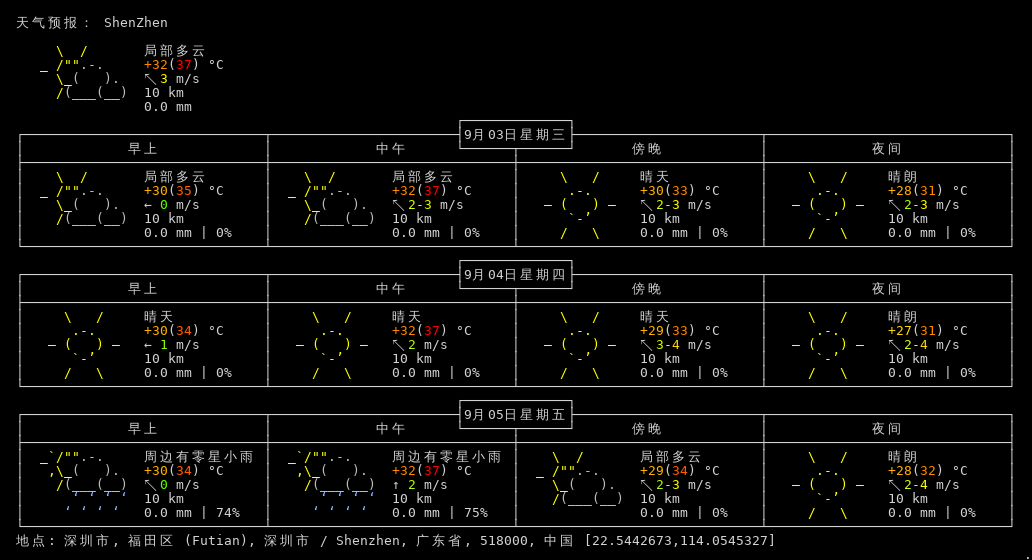 天气预报： ShenZhen
局部多云
+32(37) °C
↖3 m/s
10 km
0.0 mm
9月03日星期三
早上 中午 傍晚 夜间
局部多云 局部多云 晴天 晴朗
+30(35) °C +32(37) °C +30(33) °C +28(31) °C
← 0 m/s ↖2-3 m/s ↖2-3 m/s ↖2-3 m/s
10 km 10 km 10 km 10 km
0.0 mm | 0% 0.0 mm | 0% 0.0 mm | 0% 0.0 mm | 0%
9月04日星期四
早上 中午 傍晚 夜间
晴天 晴天 晴天 晴朗
+30(34) °C +32(37) °C +29(33) °C +27(31) °C
← 1 m/s ↖2 m/s ↖3-4 m/s ↖2-4 m/s
10 km 10 km 10 km 10 km
0.0 mm | 0% 0.0 mm | 0% 0.0 mm | 0% 0.0 mm | 0%
9月05日星期五
早上 中午 傍晚 夜间
周边有零星小雨 周边有零星小雨 局部多云 晴朗
+30(34) °C +32(37) °C +29(34) °C +28(32) °C
↖0 m/s ↑ 2 m/s ↖2-3 m/s ↖2-4 m/s
10 km 10 km 10 km 10 km
0.0 mm | 74% 0.0 mm | 75% 0.0 mm | 0% 0.0 mm | 0%
地点: 深圳市, 福田区 (Futian), 深圳市 / Shenzhen, 广东省, 518000, 中国 [22.5442673,114.0545327]